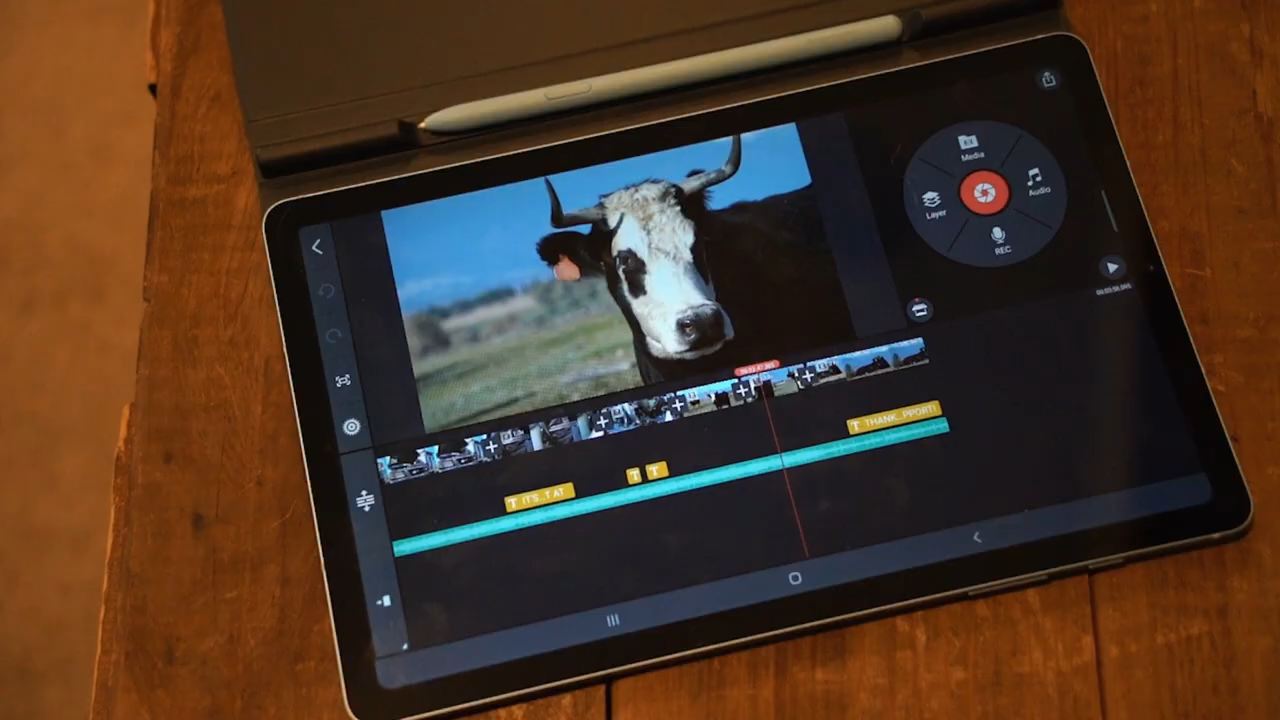 Media
Audio
Layer
REC
THANK..PPORT!
T
T
IT'S..T AT